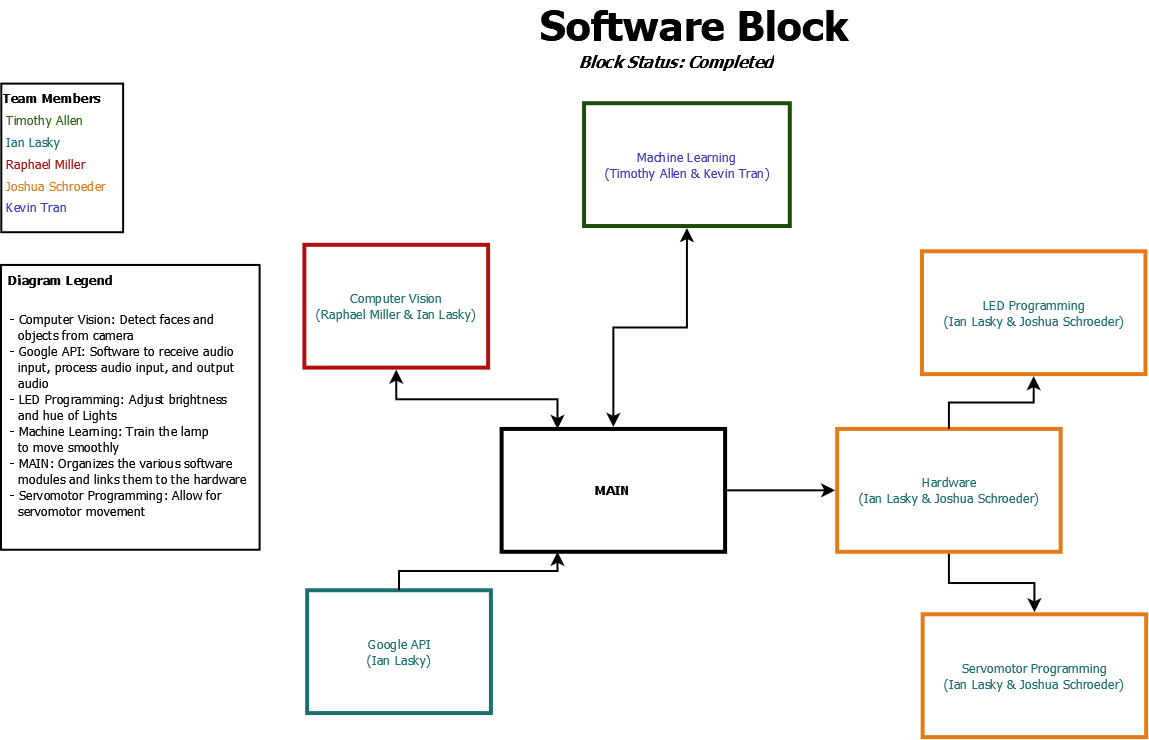 Software Block
Block Status: Completed
Team Members
Timothy Allen
Ian Lasky
Raphael Miller
Joshua Schroeder
Kevin Tran
Diagram Legend
- Computer Vision: Detect faces and
objects from camera
- Google API: Software to receive audio
input, process audio input, and output
audio
- LED Programming: Adjust brightness
and hue of Lights
- Machine Learning: Train the lamp
to move smoothly
- MAIN: Organizes the various software
modules and links them to the hardware
- Servomotor Programming: Allow for
servomotor movement
Machine Learning
(Timothy Allen & Kevin Tran)
Computer Vision
(Raphael Miller & Ian Lasky)
LED Programming
(Ian Lasky & Joshua Schroeder)
MAIN
Hardware
(Ian Lasky & Joshua Schroeder)
Google API
(Ian Lasky)
Servomotor Programming
(Ian Lasky & Joshua Schroeder)